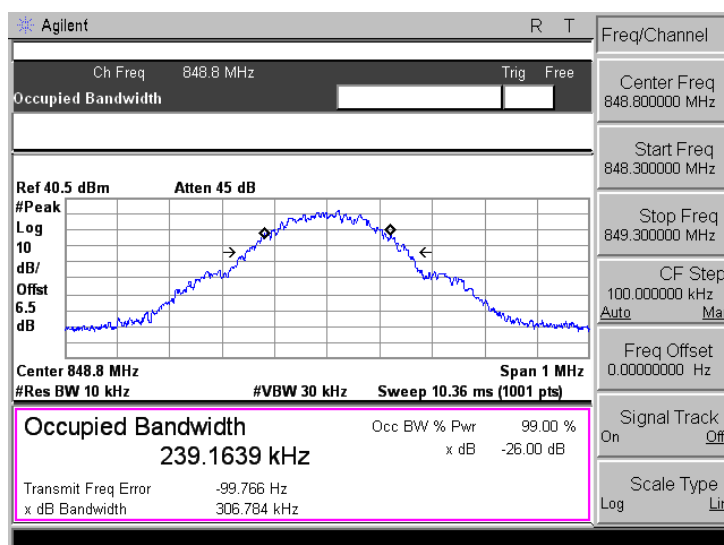 Agilent R T
Ch Freq 848.8 MHz Trig Free
Occupied Bandwidth
Ref 40.5 dBm Atten 45 dB
#Peak
Log
10
dB/
Offst
6.5
dB
Center 848.8 MHz Span 1 MHz
#Res BW 10 kHz #VBW 30 kHz Sweep 10.36 ms (1001 pts)
Occupied Bandwidth Occ BW % Pwr 99.00 %
239.1639 kHz x dB -26.00 dB
Transmit Freq Error -99.766 Hz
x dB Bandwidth 306.784 kHz
Freq/Channel
Center Freq
848.800000 MHz
Start Freq
848.300000 MHz
Stop Freq
849.300000 MHz
CF Step
100.000000 kHz
Auto Ma
Freq Offset
0.00000000 Hz
Signal Track
On Off
Scale Type
Log Lin